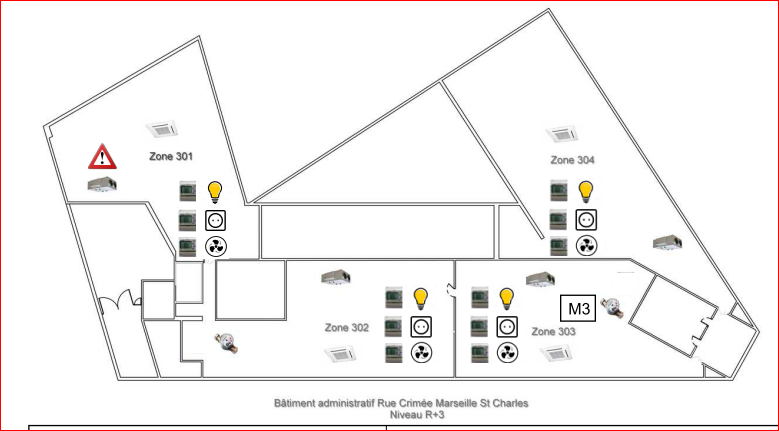 Zone 301
Zone 304
M3
Zone 302
Zone 303
Bâtiment administratif Rue Crimée Marseille St Charles
Niveau R+3